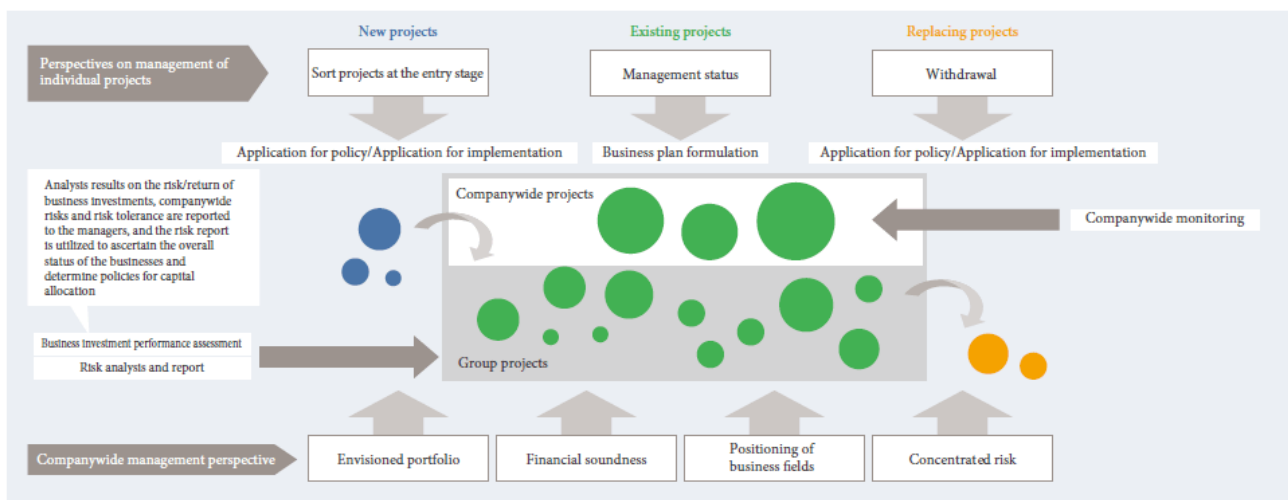 New projects
Existing projects
Replacing projects
Perspectives on management of
individual projects
Sort projects at the entry stage
Management status
Withdrawal
Application for policy/Application for implementation
Business plan formulation
Application for policy/Application for implementation
Analysis results on the risk/return of
business investments, companywide
risks and risk tolerance are reported
to the managers, and the risk report
is utilized to ascertain the overall
status of the businesses and
determine policies for capital
allocation
Companywide projects
Companywide monitoring
Business investment performance assessment
Risk analysis and report
Group projects
Companywide management perspective
Envisioned portfolio
Financial soundness
Positioning of
business fields
Concentrated risk